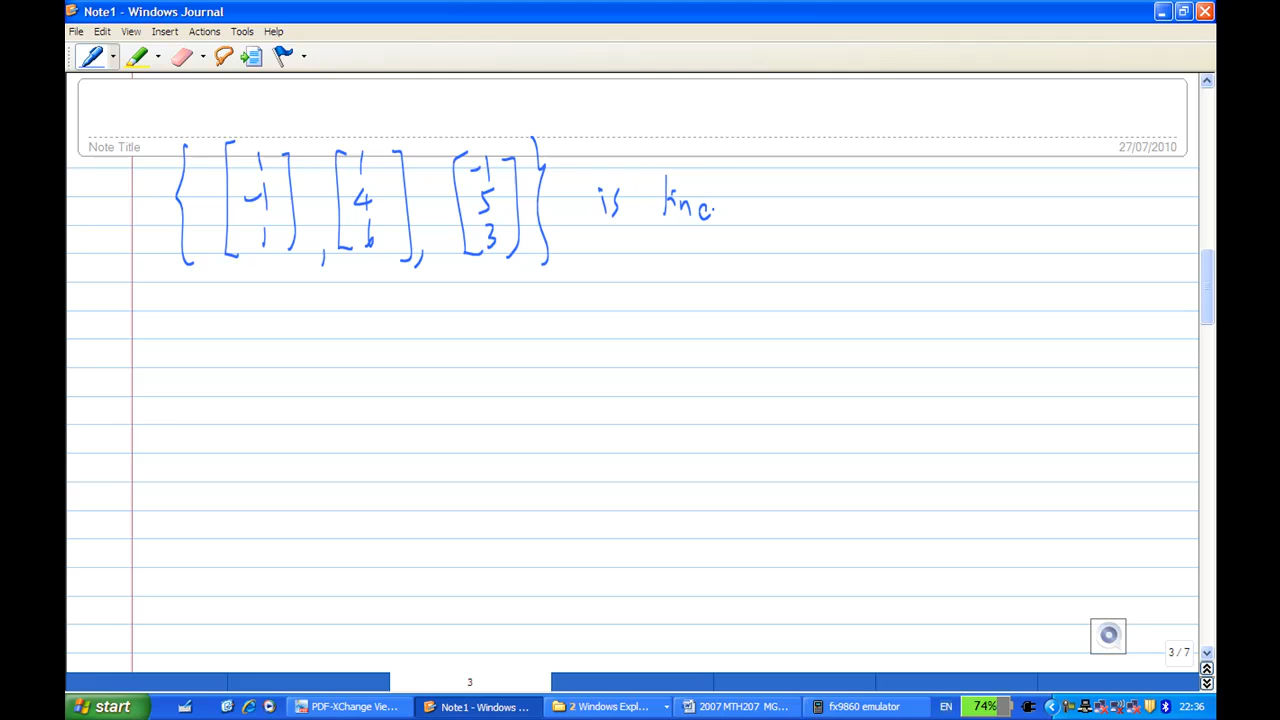 Note1 - Windows Journal
File Edit View Insert Actions Tools Help
Note Title
27/07/2010
{ [ 1 -1 1 ] , [ 1 4 6 ] , [ -1 5 3 ] } is
3 / 7
3
start
PDF-XChange Vie...
Note1 - Windows ...
2 Windows Expl...
2007 MTH207 MG...
fx9860 emulator
EN
74%
22:36